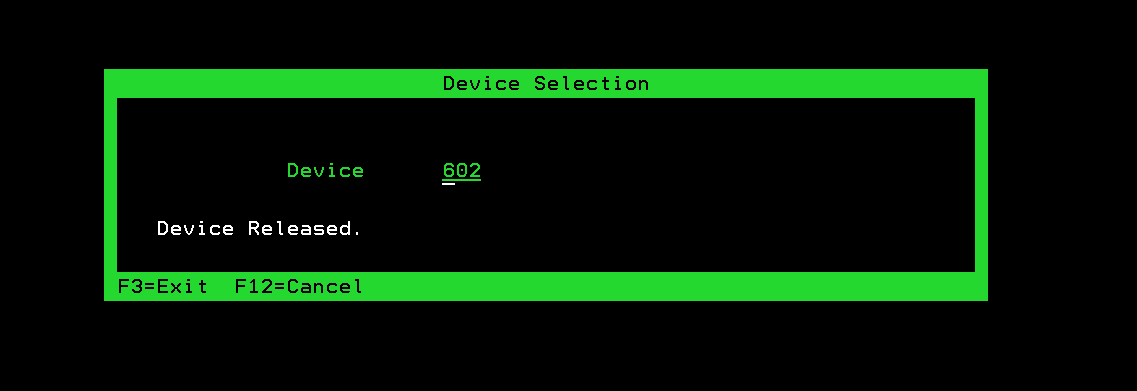 Device Selection
Device 602
Device Released.
F3=Exit F12=Cancel